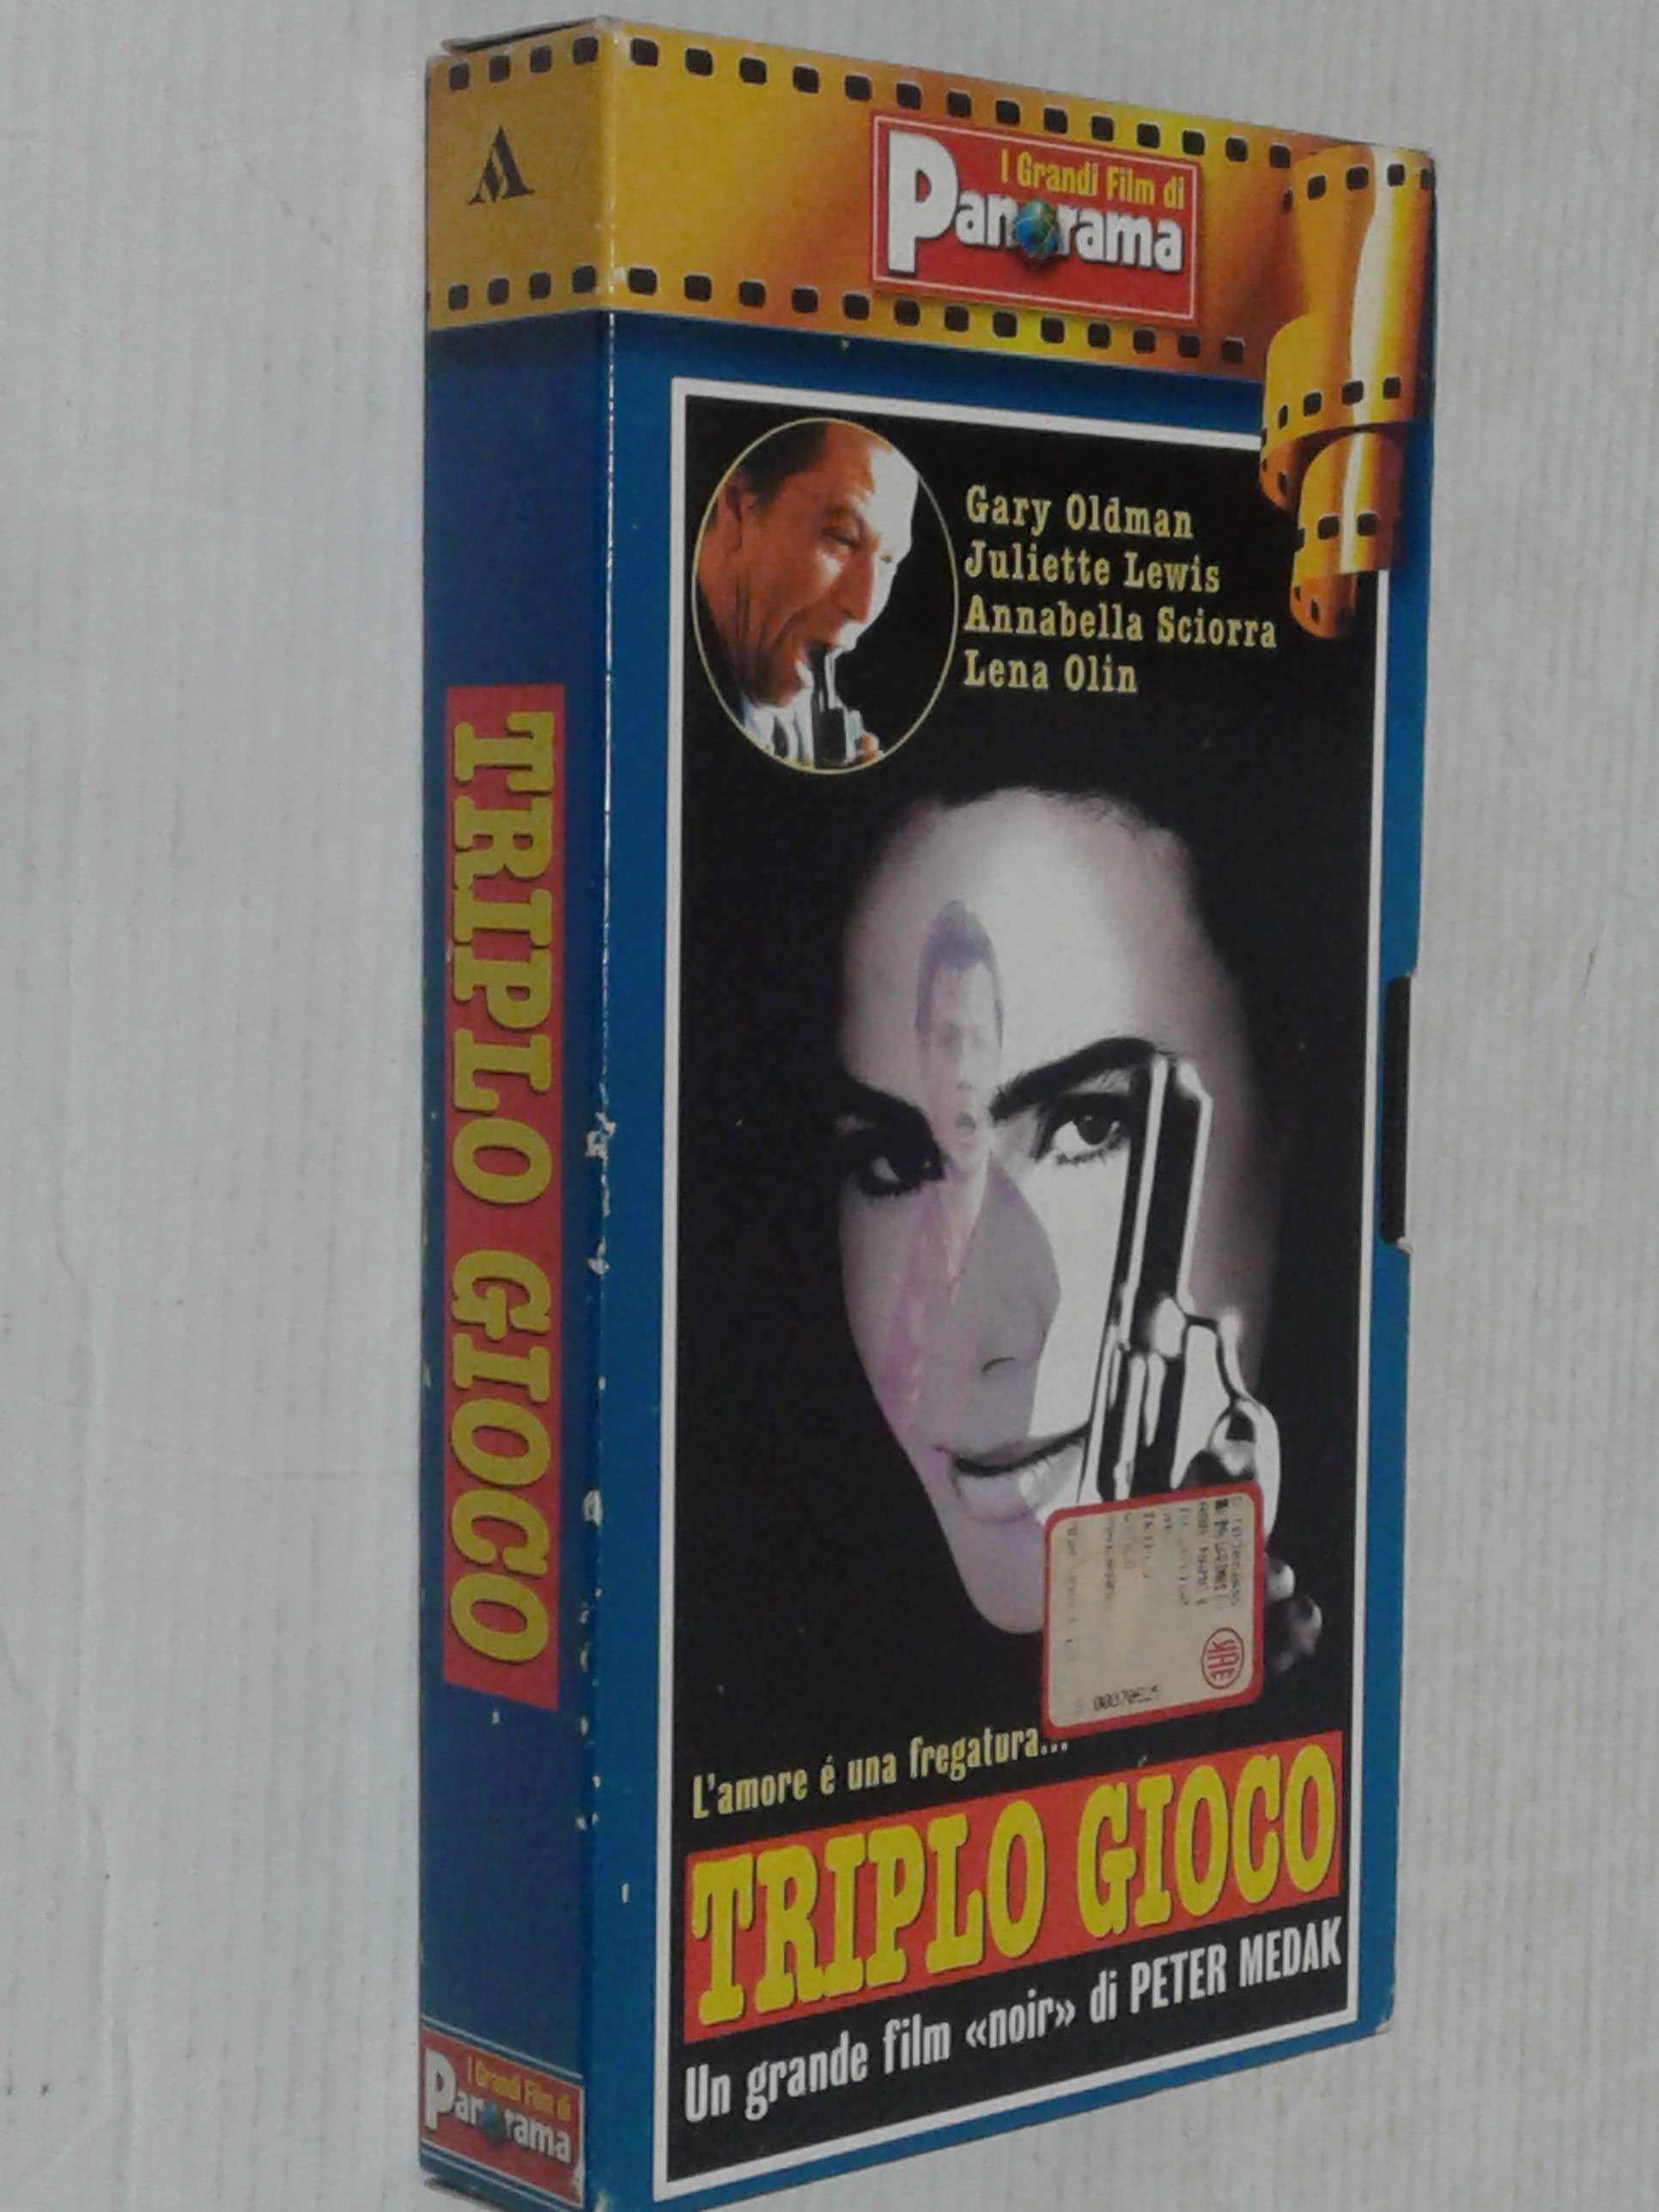 I Grandi Film di
Panorama
Gary Oldman
Juliette Lewis
Annabella Sciorra
Lena Olin
L'amore é una fregatura...
TRIPLO GIOCO
Un grande film «noir» di PETER MEDAK
TRIPLO GIOCO
I Grandi Film di
Panorama
SIAE